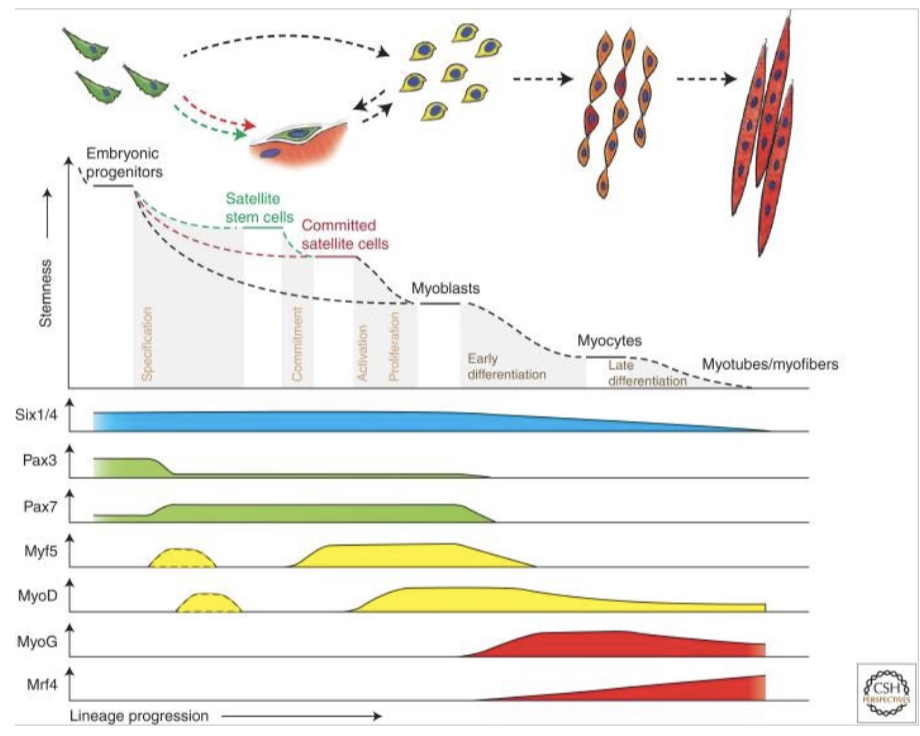 Embryonic
progenitors
Satellite
stem cells
Committed
satellite cells
Myoblasts
Myocytes
Myotubes/myofibers
Stemness
Specification
Commitment
Activation
Proliferation
Early
differentiation
Late
differentiation
Six1/4
Pax3
Pax7
Myf5
MyoD
MyoG
Mrf4
Lineage progression
CSH
PERSPECTIVES